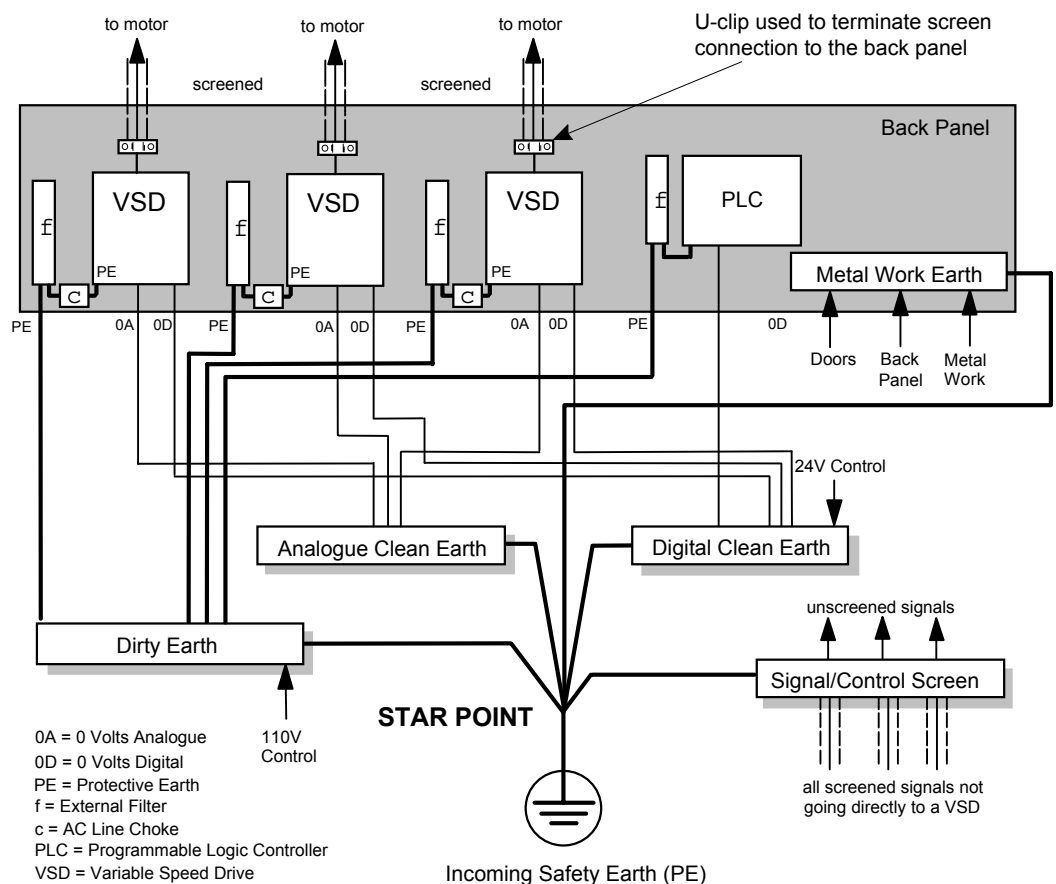 to motor
to motor
to motor
U-clip used to terminate screen
connection to the back panel
screened
screened
Back Panel
VSD
VSD
VSD
PLC
f
f
f
f
PE
PE
PE
c
c
c
Metal Work Earth
PE
0A
0D
PE
0A
0D
PE
0A
0D
PE
0D
Doors
Back
Panel
Metal
Work
24V Control
Analogue Clean Earth
Digital Clean Earth
unscreened signals
Dirty Earth
Signal/Control Screen
STAR POINT
110V
Control
all screened signals not
going directly to a VSD
0A = 0 Volts Analogue
0D = 0 Volts Digital
PE = Protective Earth
f = External Filter
c = AC Line Choke
PLC = Programmable Logic Controller
VSD = Variable Speed Drive
Incoming Safety Earth (PE)